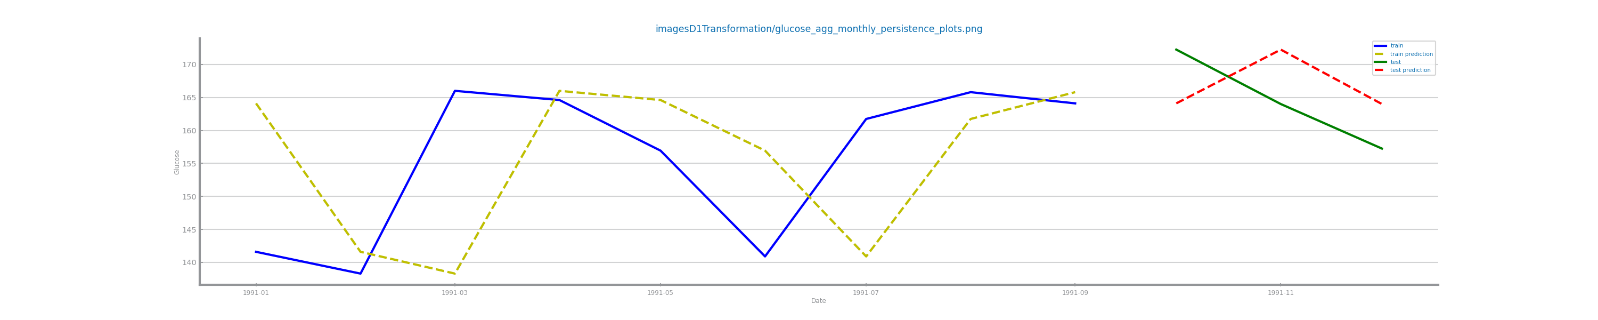 imagesD1Transformation/glucose_agg_monthly_persistence_plots.png
train
train prediction
test
test prediction
170
165
160
155
150
145
140
Glucose
1991-01
1991-03
1991-05
1991-07
1991-09
1991-11
Date